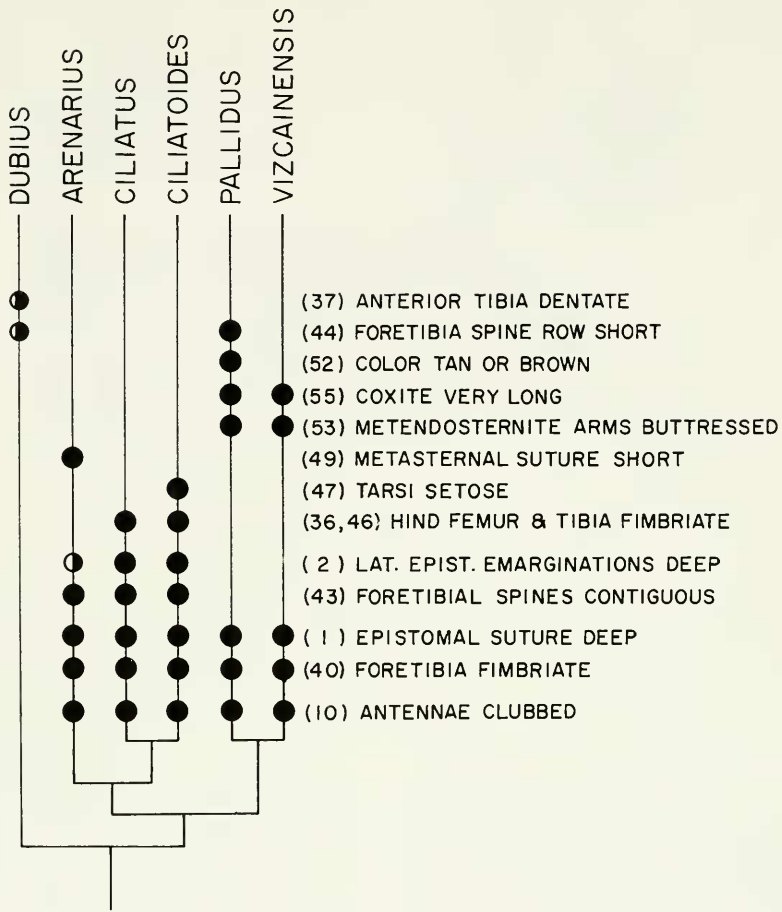 DUBIUS
ARENARIUS
CILIATUS
CILIATOIDES
PALLIDUS
VIZCAINENSIS
(37) ANTERIOR TIBIA DENTATE
(44) FORETIBIA SPINE ROW SHORT
(52) COLOR TAN OR BROWN
(55) COXITE VERY LONG
(53) METENDOSTERNITE ARMS BUTTRESSED
(49) METASTERNAL SUTURE SHORT
(47) TARSI SETOSE
(36,46) HIND FEMUR & TIBIA FIMBRIATE
( 2 ) LAT. EPIST. EMARGINATIONS DEEP
(43) FORETIBIAL SPINES CONTIGUOUS
( 1 ) EPISTOMAL SUTURE DEEP
(40) FORETIBIA FIMBRIATE
(10) ANTENNAE CLUBBED